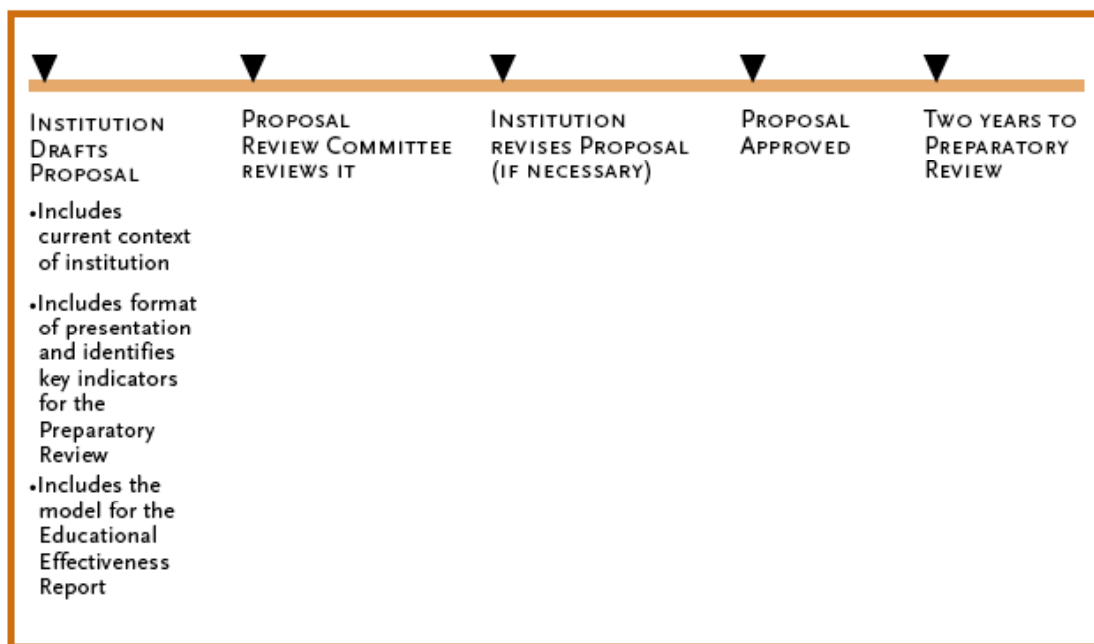 Institution
Drafts
Proposal
•Includes
current context
of institution
•Includes format
of presentation
and identifies
key indicators
for the
Preparatory
Review
•Includes the
model for the
Educational
Effectiveness
Report
Proposal
Review Committee
reviews it
Institution
revises Proposal
(if necessary)
Proposal
Approved
Two years to
Preparatory
Review